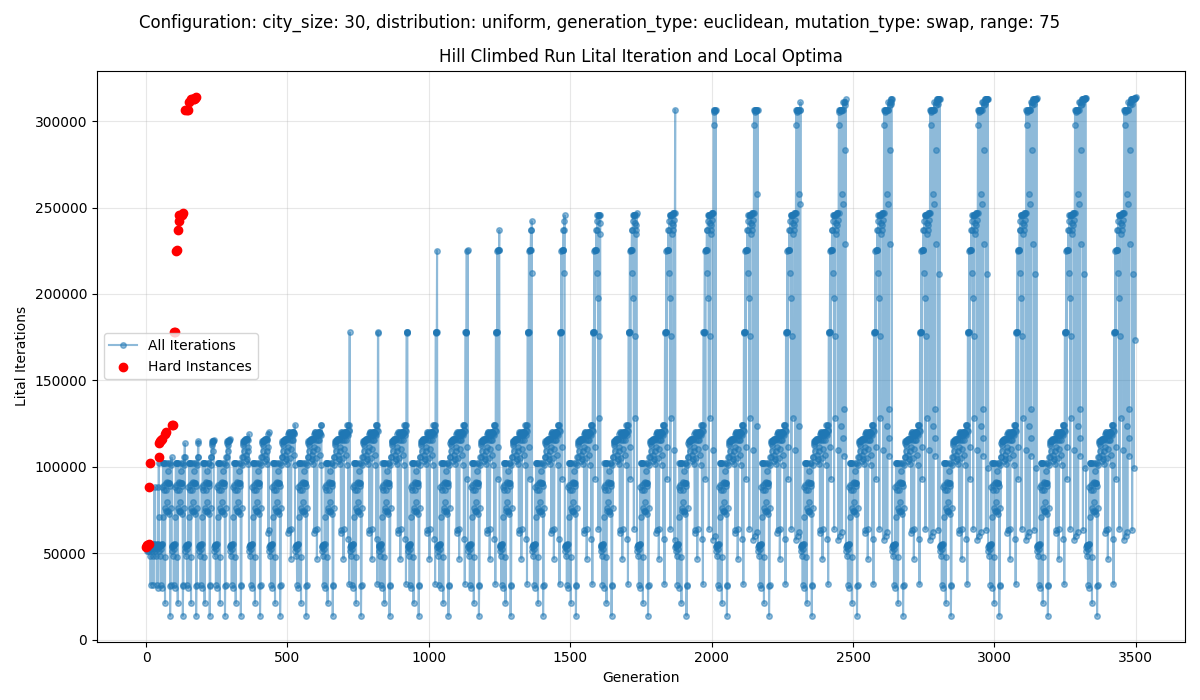 Configuration: city_size: 30, distribution: uniform, generation_type: euclidean, mutation_type: swap, range: 75
Hill Climbed Run Lital Iteration and Local Optima
Lital Iterations
300000
250000
200000
150000
100000
50000
0
All Iterations
Hard Instances
0 500 1000 1500 2000 2500 3000 3500
Generation